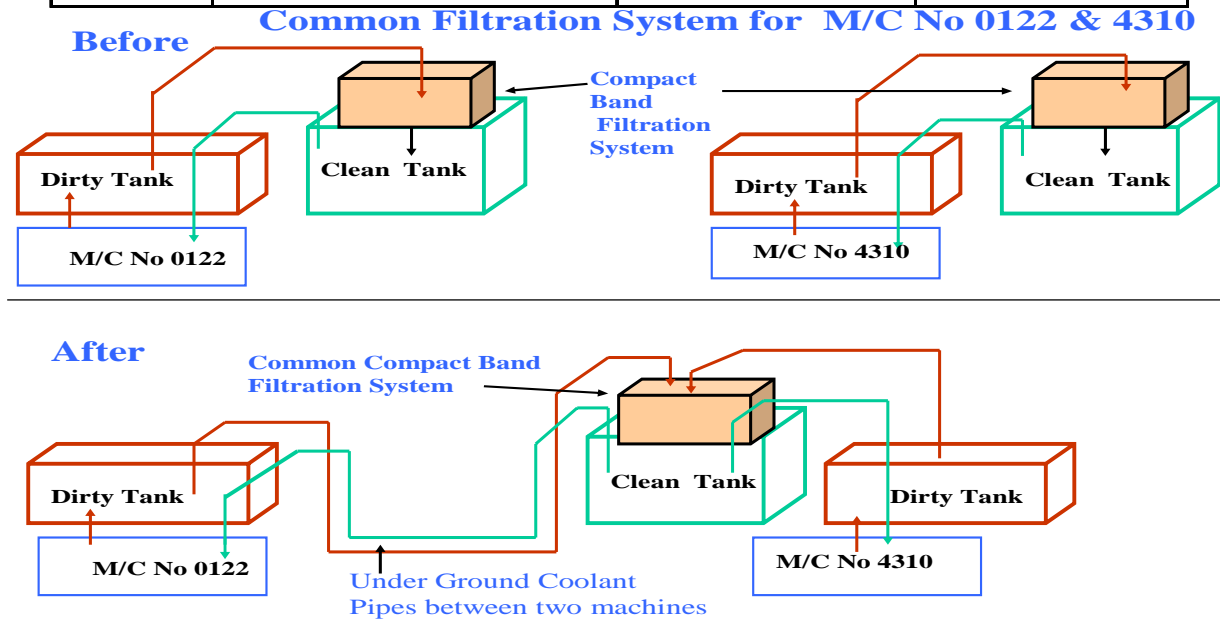 Common Filtration System for M/C No 0122 & 4310
Before
Compact
Band
Filtration
System
Dirty Tank
Clean Tank
M/C No 0122
Dirty Tank
Clean Tank
M/C No 4310
After
Common Compact Band
Filtration System
Dirty Tank
Clean Tank
Dirty Tank
M/C No 0122
M/C No 4310
Under Ground Coolant
Pipes between two machines